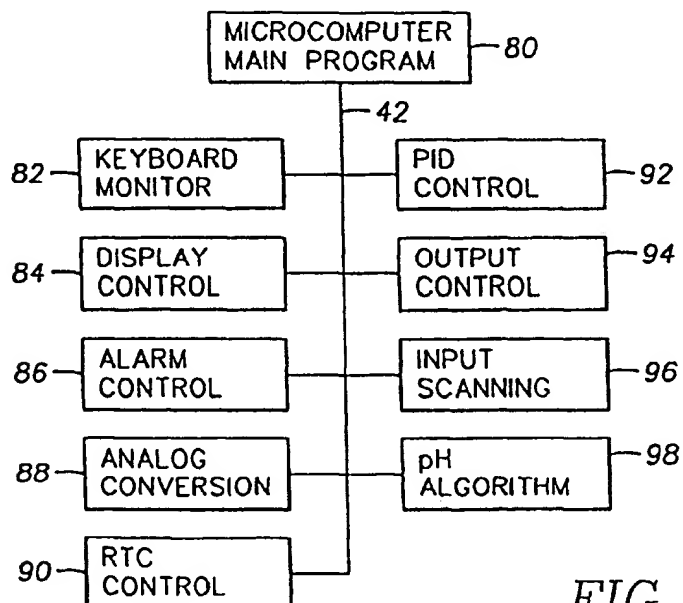 MICROCOMPUTER
MAIN PROGRAM
80
42
82
KEYBOARD
MONITOR
PID
CONTROL
92
84
DISPLAY
CONTROL
OUTPUT
CONTROL
94
86
ALARM
CONTROL
INPUT
SCANNING
96
88
ANALOG
CONVERSION
pH
ALGORITHM
98
90
RTC
CONTROL
FIG